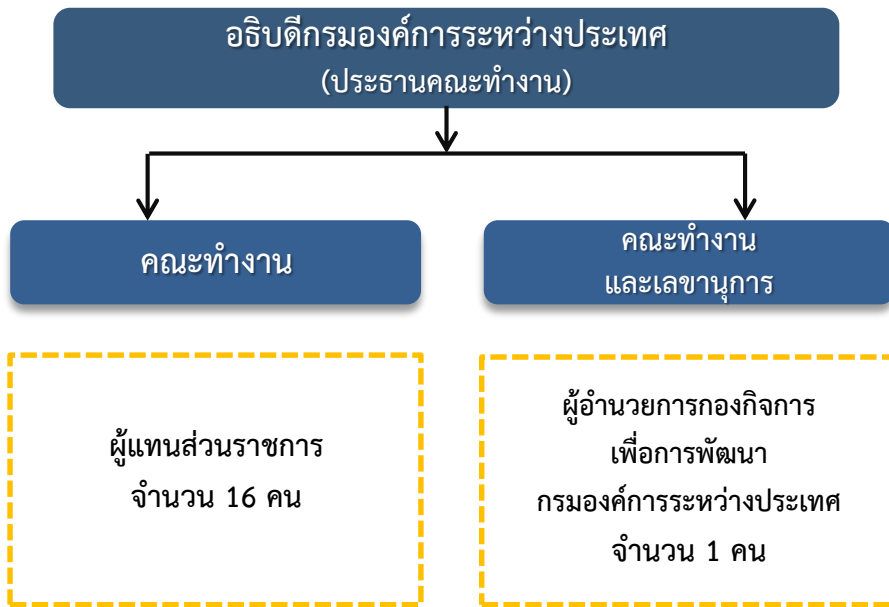 อธิบดีกรมองค์การระหว่างประเทศ
(ประธานคณะทำงาน)
คณะทำงาน
คณะทำงาน
และเลขานุการ
ผู้แทนส่วนราชการ
จำนวน 16 คน
ผู้อำนวยการกองกิจการ
เพื่อการพัฒนา
กรมองค์การระหว่างประเทศ
จำนวน 1 คน